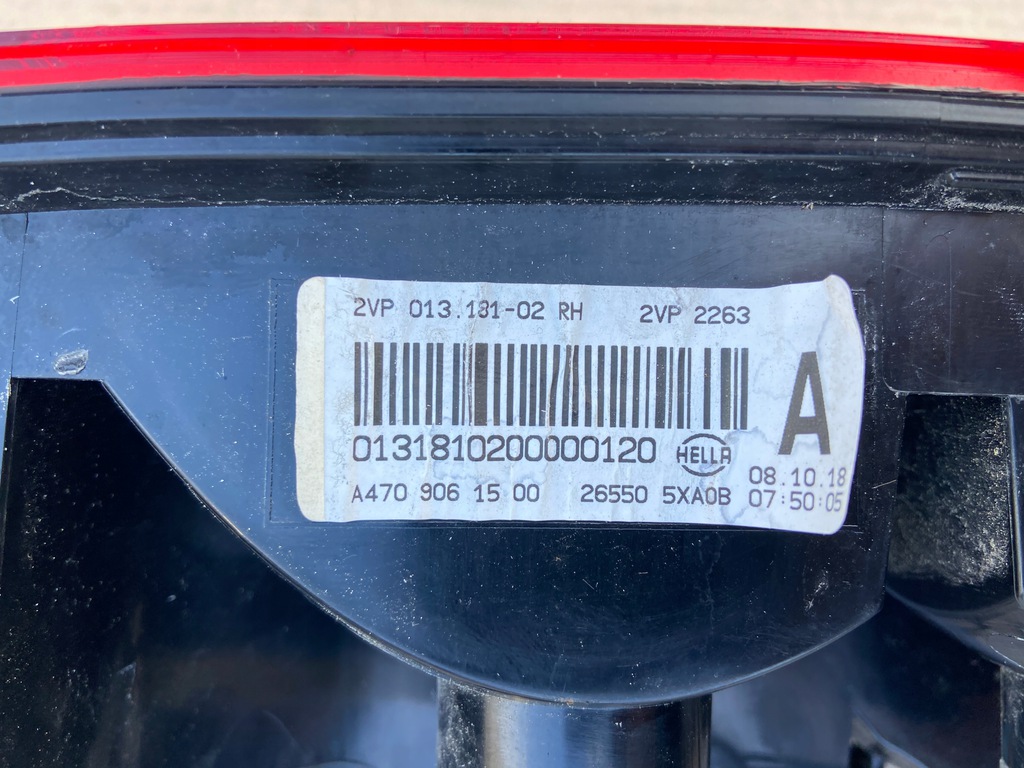 2VP 013.181-02 RH 2VP 2263
A
0131810200000120 HELLA
08.10.18
A470 906 15 00 26550 5XA0B 07:50:05